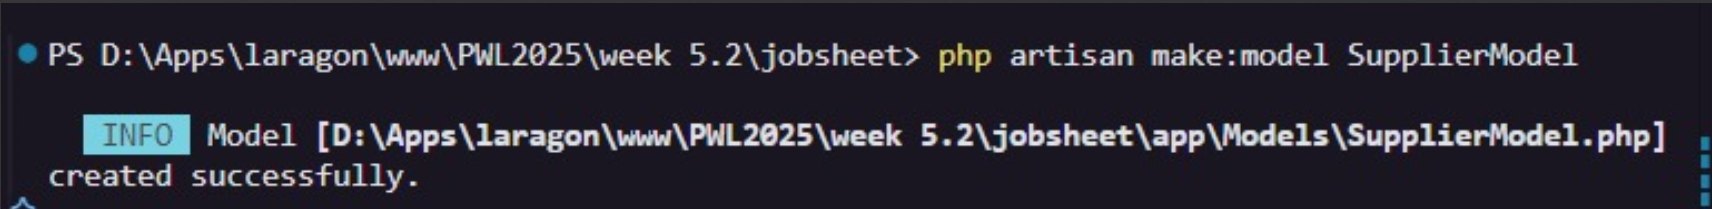 PS D:\Apps\laragon\www\PWL2025\week 5.2\jobsheet> php artisan make:model SupplierModel
INFO Model [D:\Apps\laragon\www\PWL2025\week 5.2\jobsheet\app\Models\SupplierModel.php]
created successfully.